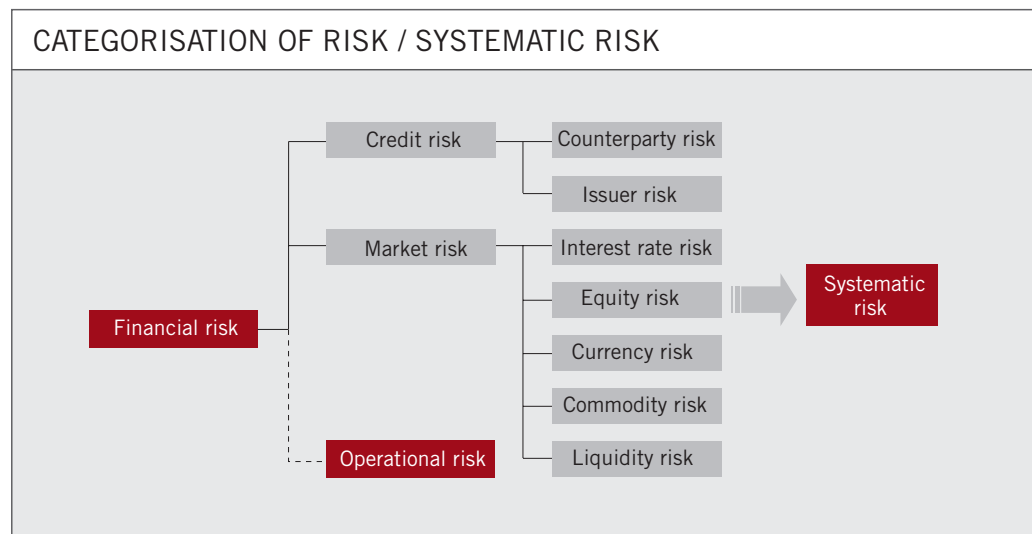 CATEGORISATION OF RISK / SYSTEMATIC RISK
Credit risk
Counterparty risk
Issuer risk
Market risk
Interest rate risk
Equity risk
Systematic
risk
Financial risk
Currency risk
Commodity risk
Operational risk
Liquidity risk